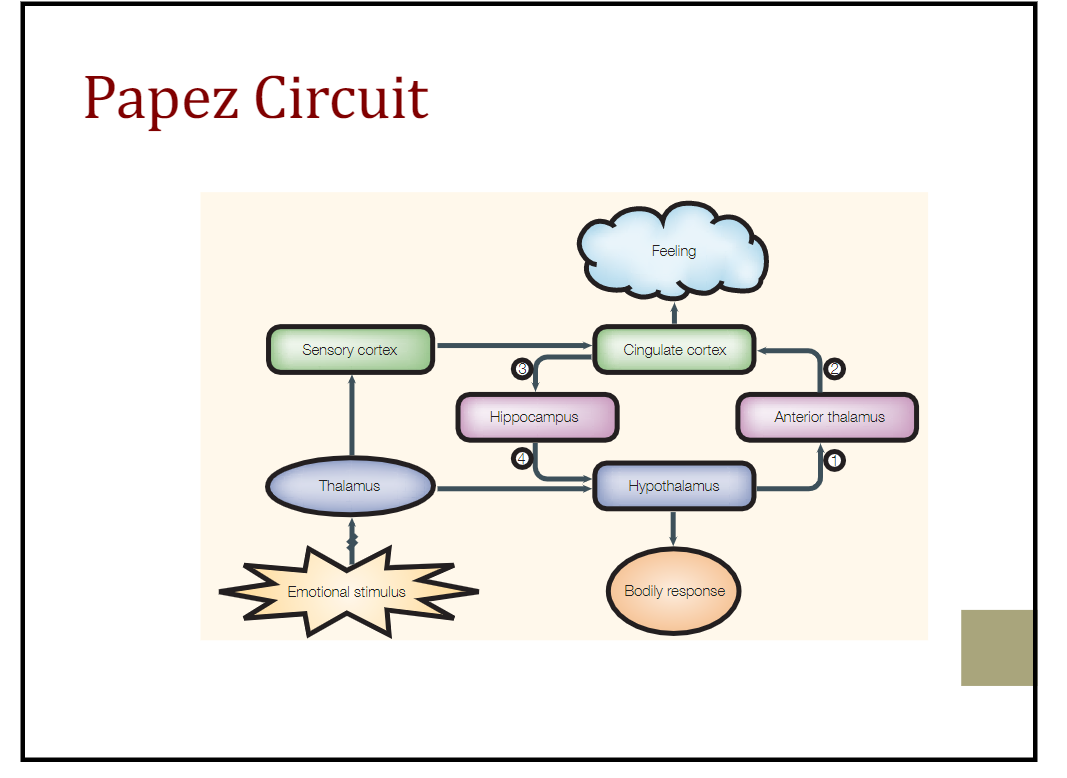 Papez Circuit
Feeling
Sensory cortex
Cingulate cortex
3
2
Hippocampus
Anterior thalamus
4
1
Thalamus
Hypothalamus
Emotional stimulus
Bodily response